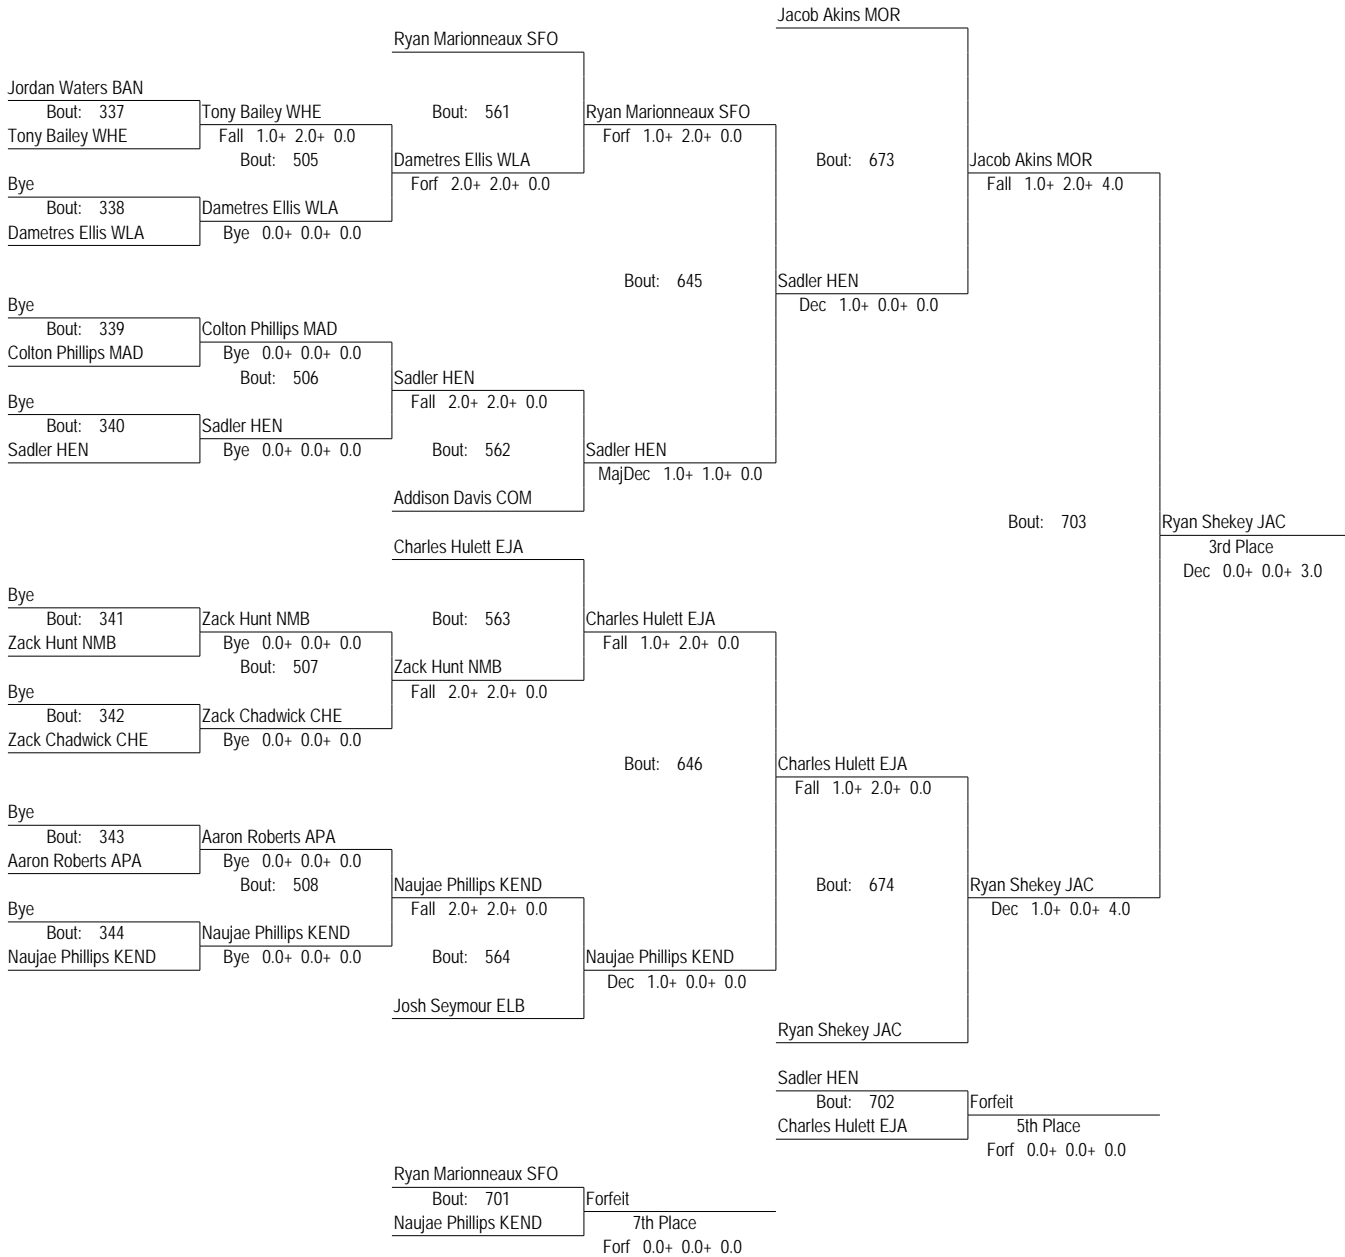 Jacob Akins MOR
Ryan Marionneaux SFO
Jordan Waters BAN
Bout: 337
Tony Bailey WHE
Bout: 561
Ryan Marionneaux SFO
Tony Bailey WHE
Fall 1.0+ 2.0+ 0.0
Forf 1.0+ 2.0+ 0.0
Bout: 505
Dametres Ellis WLA
Bout: 673
Jacob Akins MOR
Bye
Forf 2.0+ 2.0+ 0.0
Fall 1.0+ 2.0+ 4.0
Bout: 338
Dametres Ellis WLA
Dametres Ellis WLA
Bye 0.0+ 0.0+ 0.0
Bout: 645
Sadler HEN
Bye
Dec 1.0+ 0.0+ 0.0
Bout: 339
Colton Phillips MAD
Colton Phillips MAD
Bye 0.0+ 0.0+ 0.0
Bout: 506
Sadler HEN
Bye
Fall 2.0+ 2.0+ 0.0
Bout: 340
Sadler HEN
Sadler HEN
Bye 0.0+ 0.0+ 0.0
Bout: 562
Sadler HEN
MajDec 1.0+ 1.0+ 0.0
Addison Davis COM
Bout: 703
Ryan Shekey JAC
Charles Hulett EJA
3rd Place
Dec 0.0+ 0.0+ 3.0
Bye
Bout: 341
Zack Hunt NMB
Bout: 563
Charles Hulett EJA
Zack Hunt NMB
Bye 0.0+ 0.0+ 0.0
Fall 1.0+ 2.0+ 0.0
Bout: 507
Zack Hunt NMB
Bye
Fall 2.0+ 2.0+ 0.0
Bout: 342
Zack Chadwick CHE
Zack Chadwick CHE
Bye 0.0+ 0.0+ 0.0
Bout: 646
Charles Hulett EJA
Fall 1.0+ 2.0+ 0.0
Bye
Bout: 343
Aaron Roberts APA
Aaron Roberts APA
Bye 0.0+ 0.0+ 0.0
Bout: 508
Naujae Phillips KEND
Bout: 674
Ryan Shekey JAC
Bye
Fall 2.0+ 2.0+ 0.0
Dec 1.0+ 0.0+ 4.0
Bout: 344
Naujae Phillips KEND
Naujae Phillips KEND
Bye 0.0+ 0.0+ 0.0
Bout: 564
Naujae Phillips KEND
Dec 1.0+ 0.0+ 0.0
Josh Seymour ELB
Ryan Shekey JAC
Sadler HEN
Bout: 702
Forfeit
Charles Hulett EJA
5th Place
Forf 0.0+ 0.0+ 0.0
Ryan Marionneaux SFO
Bout: 701
Forfeit
Naujae Phillips KEND
7th Place
Forf 0.0+ 0.0+ 0.0